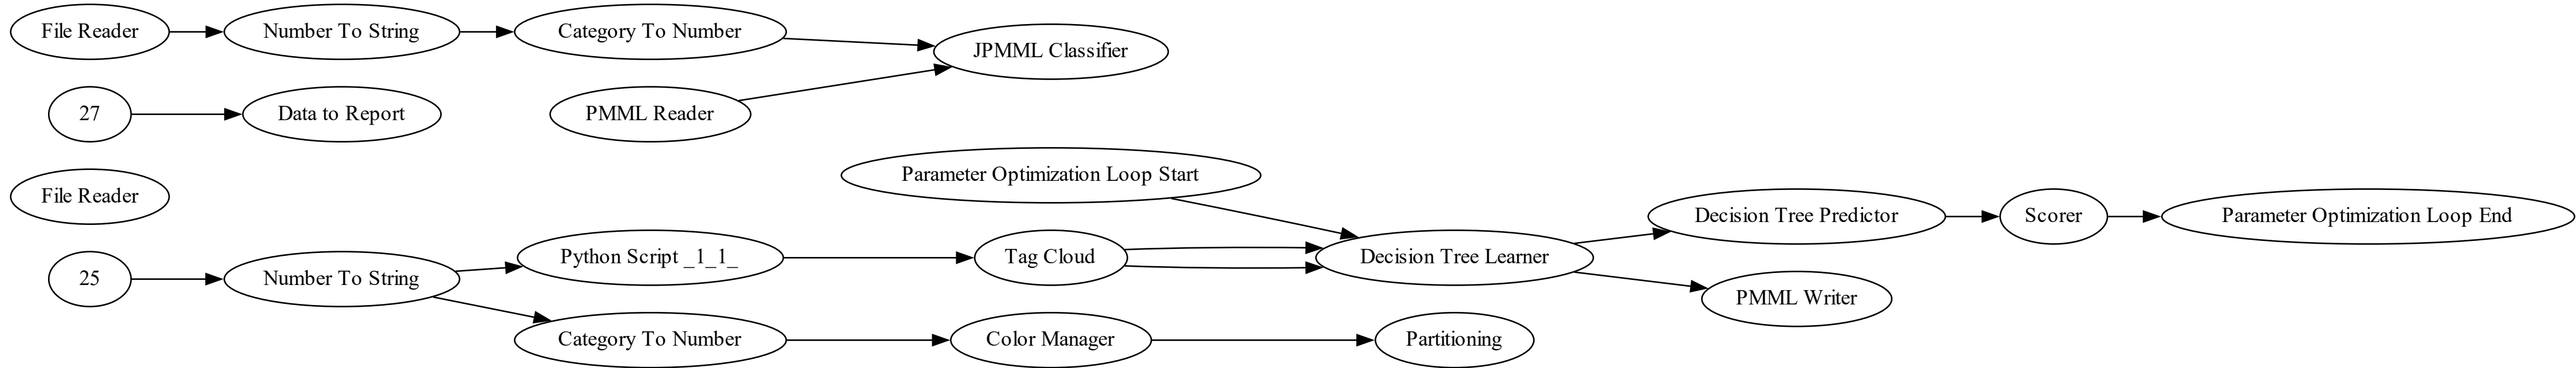 File Reader
Number To String
Category To Number
JPMML Classifier
27
Data to Report
PMML Reader
Parameter Optimization Loop Start
File Reader
Decision Tree Predictor
Scorer
Parameter Optimization Loop End
25
Number To String
Python Script _1_1_
Tag Cloud
Decision Tree Learner
PMML Writer
Category To Number
Color Manager
Partitioning